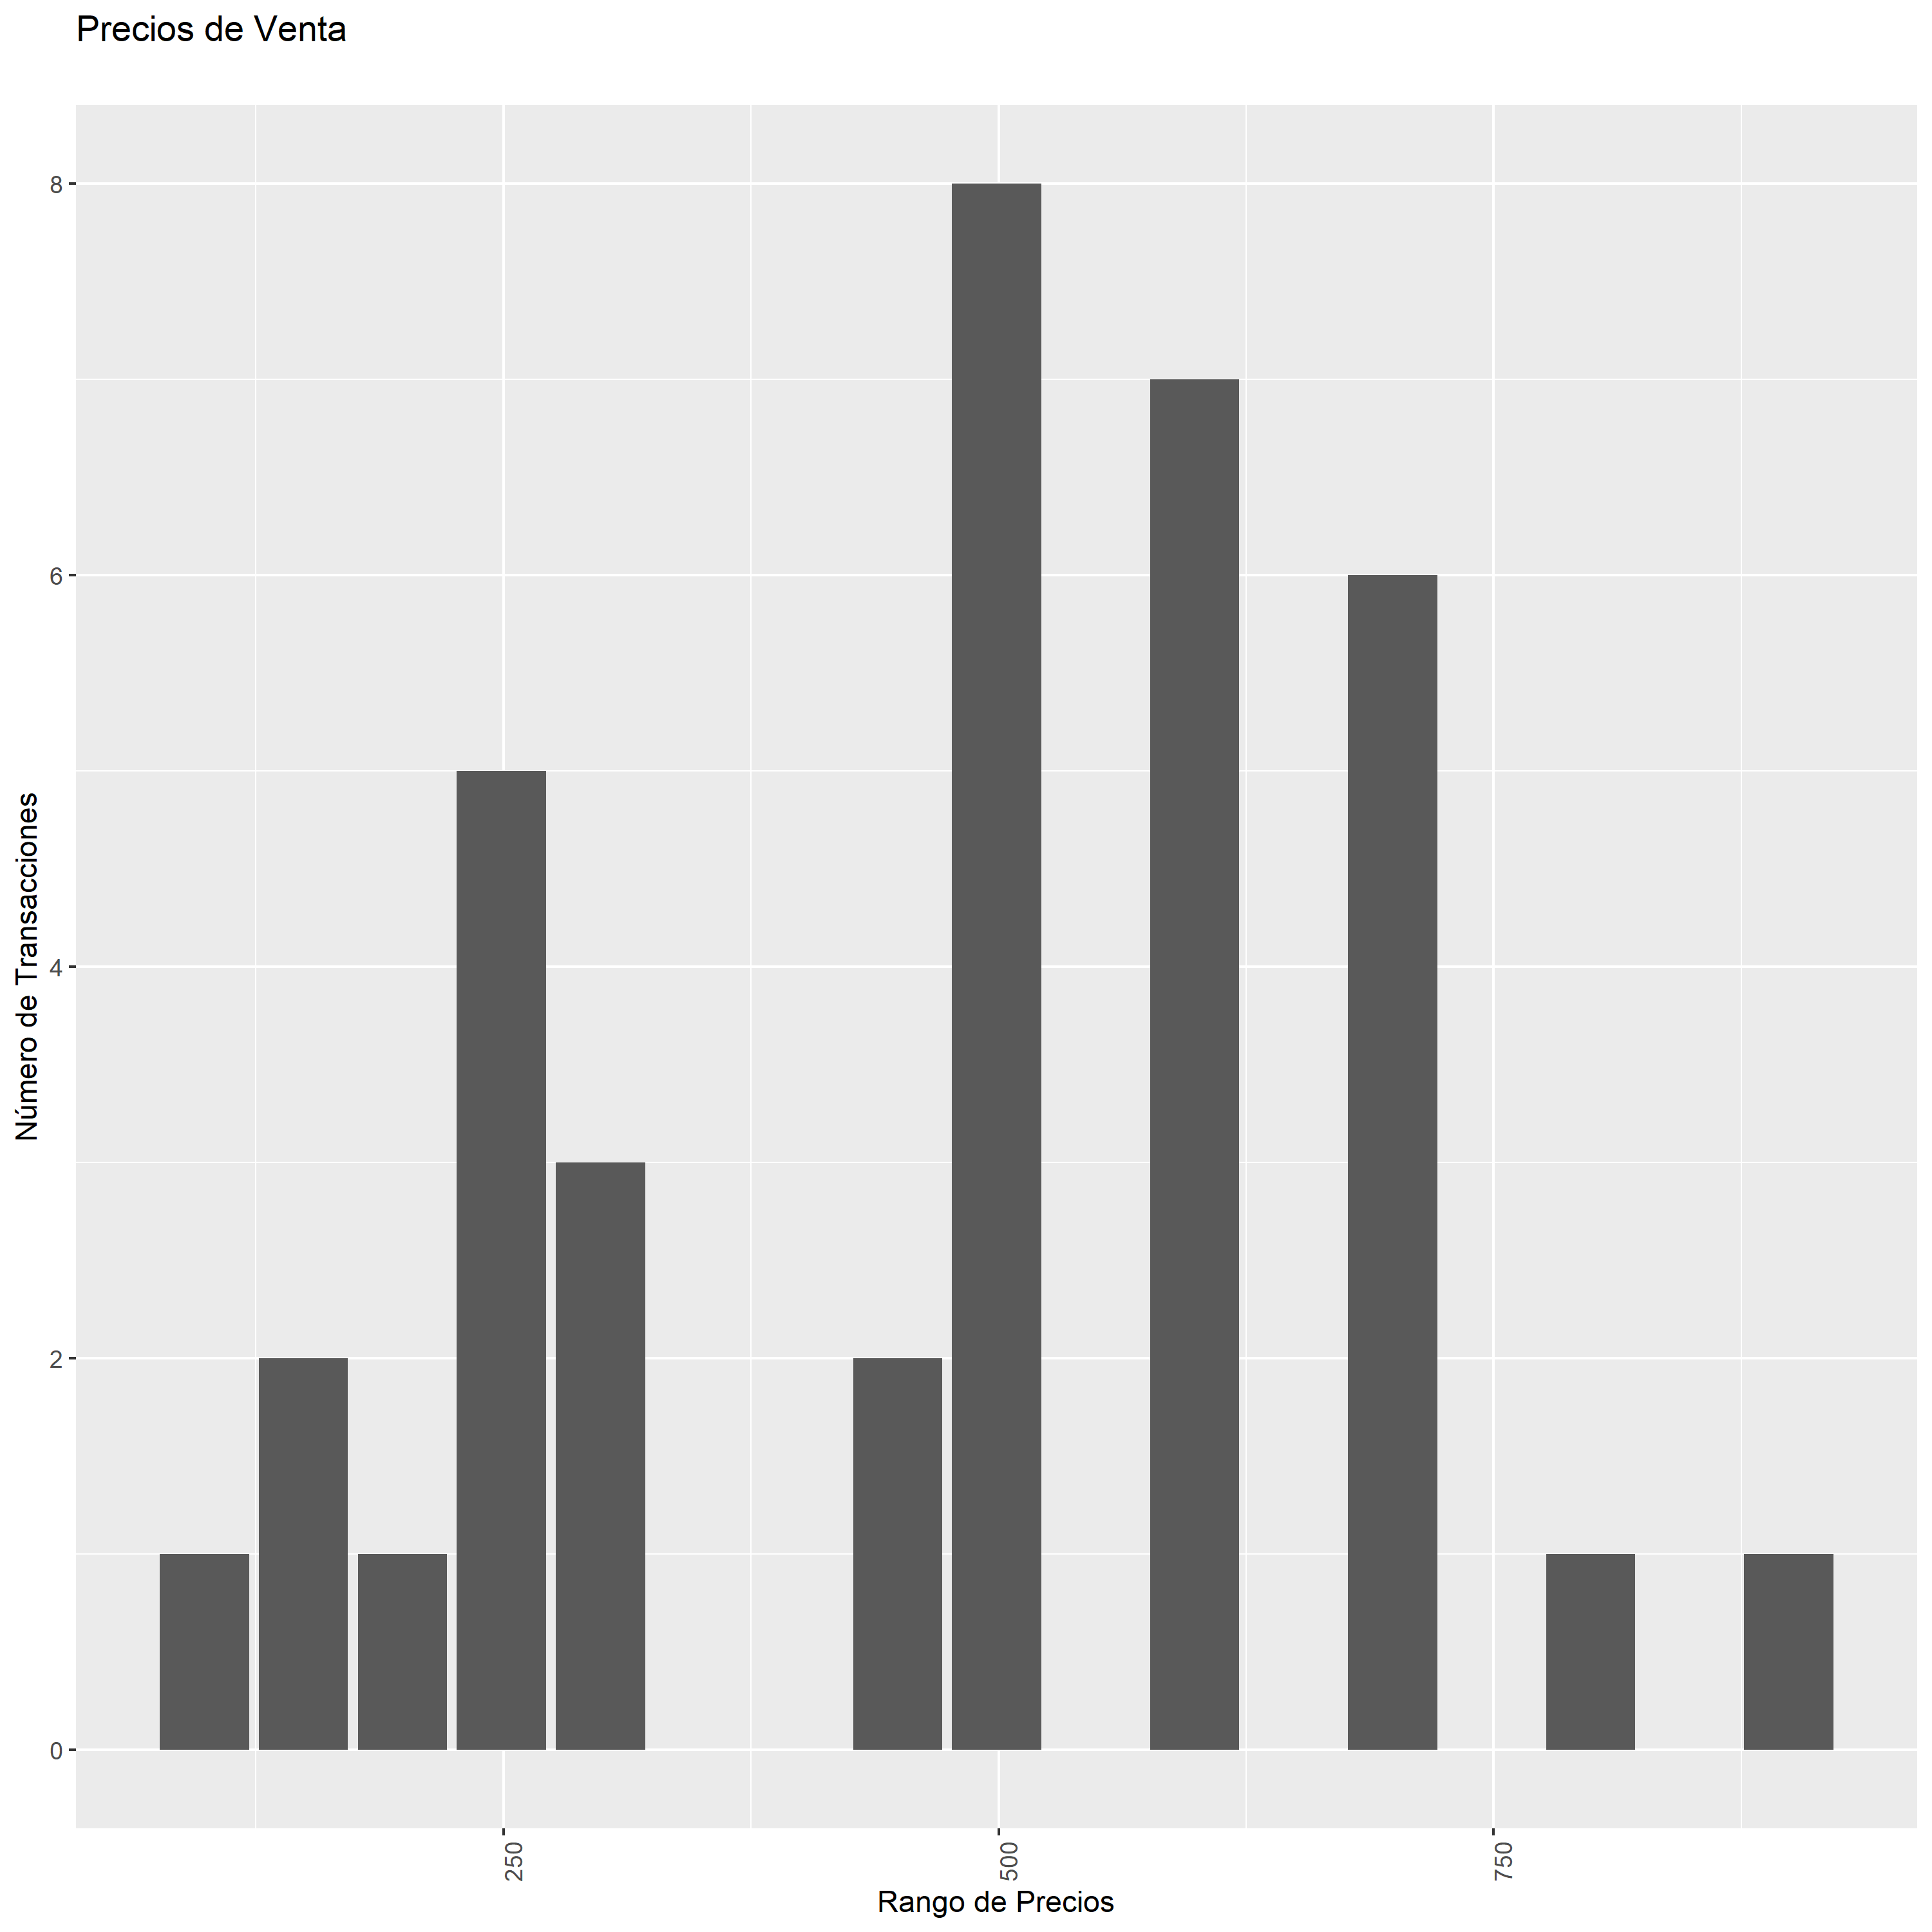 Precios de Venta
Número de Transacciones
8
6
4
2
0
250
500
750
Rango de Precios